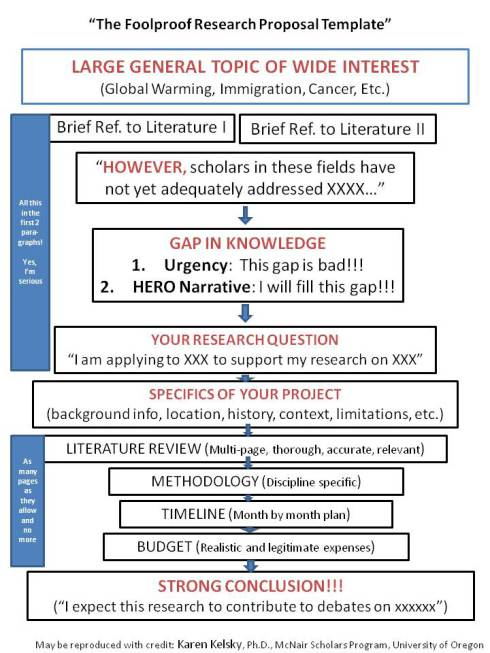 "The Foolproof Research Proposal Template"
LARGE GENERAL TOPIC OF WIDE INTEREST
(Global Warming, Immigration, Cancer, Etc.)
Brief Ref. to Literature I
Brief Ref. to Literature II
"HOWEVER, scholars in these fields have
not yet adequately addressed XXXX..."
All this
in the
first 2
para-
graphs!
Yes,
I'm
serious
GAP IN KNOWLEDGE
1. Urgency: This gap is bad!!!
2. HERO Narrative: I will fill this gap!!!
YOUR RESEARCH QUESTION
"I am applying to XXX to support my research on XXX"
SPECIFICS OF YOUR PROJECT
(background info, location, history, context, limitations, etc.)
As
many
pages
as
they
allow
and
no
more
LITERATURE REVIEW (Multi-page, thorough, accurate, relevant)
METHODOLOGY (Discipline specific)
TIMELINE (Month by month plan)
BUDGET (Realistic and legitimate expenses)
STRONG CONCLUSION!!!
("I expect this research to contribute to debates on xxxxxx")
May be reproduced with credit: Karen Kelsky, Ph.D., McNair Scholars Program, University of Oregon